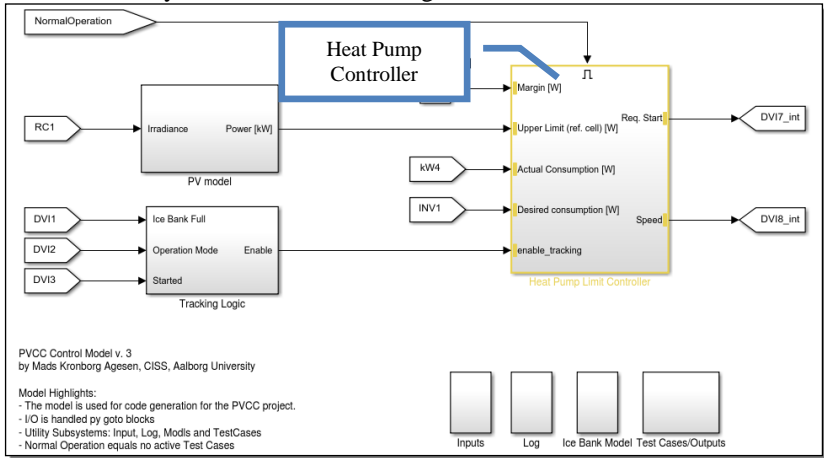 NormalOperation
Heat Pump
Controller
Margin [W]
RC1
Irradiance
Power [kW]
PV model
Upper Limit (ref. cell) [W]
Req. Start
DVI7_int
kW4
Actual Consumption [W]
INV1
Desired consumption [W]
Speed
DVI8_int
DVI1
Ice Bank Full
DVI2
Operation Mode
Enable
enable_tracking
DVI3
Started
Tracking Logic
Heat Pump Limit Controller
PVCC Control Model v. 3
by Mads Kronborg Agesen, CISS, Aalborg University
Model Highlights:
- The model is used for code generation for the PVCC project.
- I/O is handled py goto blocks
- Utility Subsystems: Input, Log, Modls and TestCases
- Normal Operation equals no active Test Cases
Inputs
Log
Ice Bank Model
Test Cases/Outputs